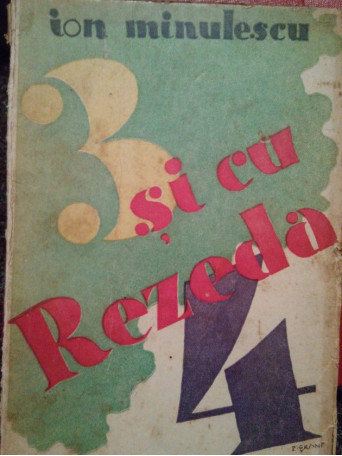 ion minulescu
3
și cu
Rezeda
4